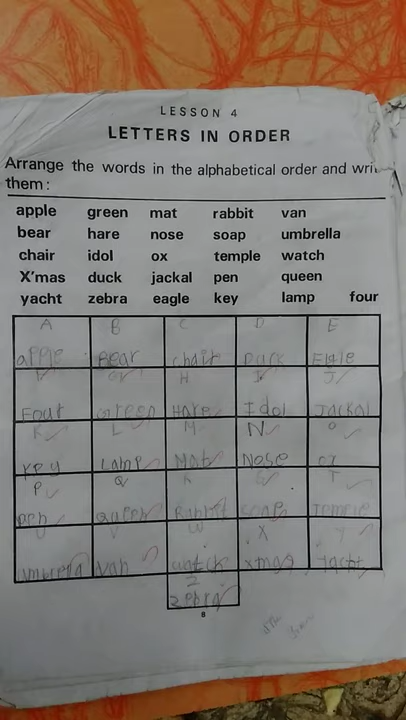 LESSON 4
LETTERS IN ORDER
Arrange the words in the alphabetical order and
them:
apple green mat rabbit van
bear hare nose soap umbrella
chair idol ox temple watch
X'mas duck jackal pen queen
yacht zebra eagle key lamp four
A B C D E
apple Bear chair Duck
G H I J
Four Green Hare Idol Jackal
K L M N O
key Lamp Mat Nose ox
P Q R T
pen queen Rabbit soap Temple
W X Y
umbrella van watch xmas yacht
Z
zebra
8